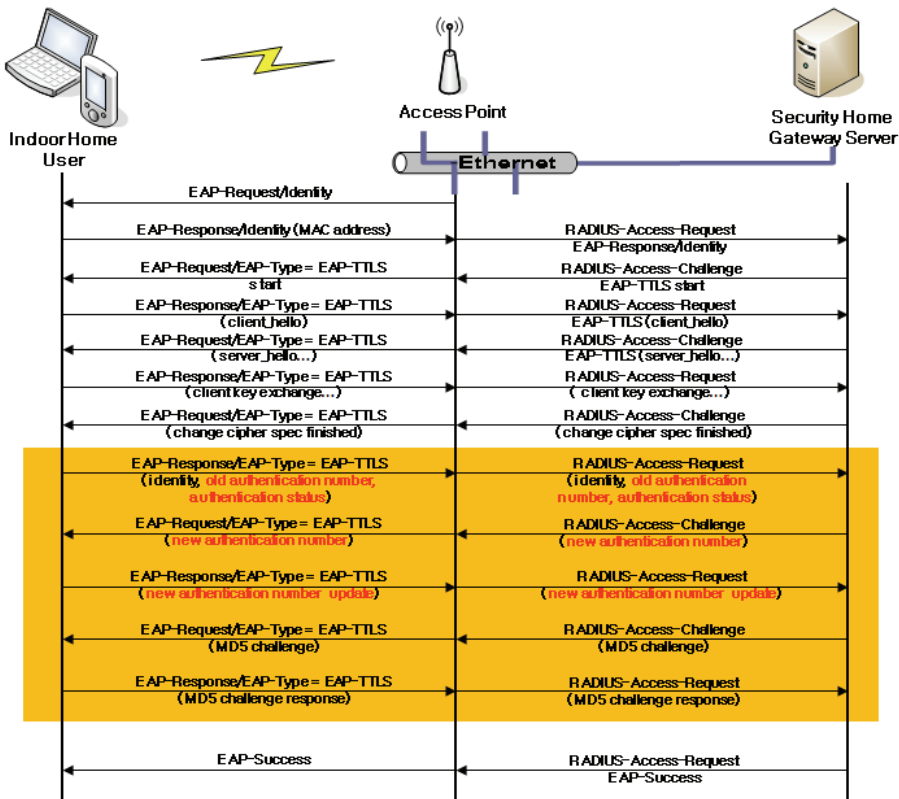 Access Point
Indoor Home
User
Security Home
Gateway Server
Ethernet
EAP-Request/Identity
EAP-Response/Identity (MAC address)
RADIUS-Access-Request
EAP-Response/Identity
EAP-Request/EAP-Type = EAP-TTLS
start
RADIUS-Access-Challenge
EAP-TTLS start
EAP-Response/EAP-Type = EAP-TTLS
(client_hello)
RADIUS-Access-Request
EAP-TTLS (client_hello)
EAP-Request/EAP-Type = EAP-TTLS
(server_hello...)
RADIUS-Access-Challenge
EAP-TTLS (server_hello...)
EAP-Response/EAP-Type = EAP-TTLS
(client key exchange...)
RADIUS-Access-Request
( client key exchange...)
EAP-Request/EAP-Type = EAP-TTLS
(change cipher spec finished)
RADIUS-Access-Challenge
(change cipher spec finished)
EAP-Response/EAP-Type = EAP-TTLS
(identity, old authentication number,
authentication status)
RADIUS-Access-Request
(identity, old authentication
number, authentication status)
EAP-Request/EAP-Type = EAP-TTLS
(new authentication number)
RADIUS-Access-Challenge
(new authentication number)
EAP-Response/EAP-Type = EAP-TTLS
(new authentication number update)
RADIUS-Access-Request
(new authentication number update)
EAP-Request/EAP-Type = EAP-TTLS
(MD5 challenge)
RADIUS-Access-Challenge
(MD5 challenge)
EAP-Response/EAP-Type = EAP-TTLS
(MD5 challenge response)
RADIUS-Access-Request
(MD5 challenge response)
EAP-Success
RADIUS-Access-Request
EAP-Success